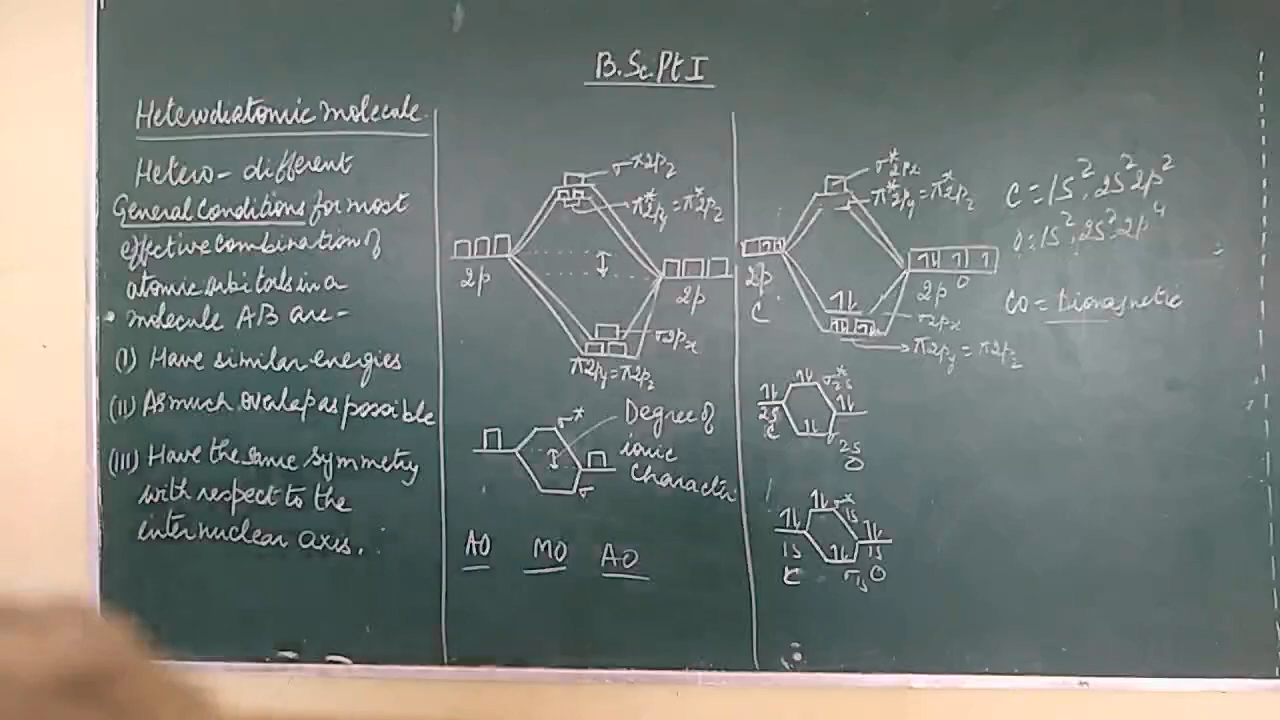 B.Sc.Pt I
Heterodiatomic molecule.
Hetero - different
General Conditions for most
effective combination of
atomic orbitals in a
molecule AB are -
(I) Have similar energies
(II) As much overlap as possible
(III) Have the same symmetry
with respect to the
internuclear axis.
σ*2pz
π*2py = π*2pz
2p
2p
σ2px
π2py = π2pz
σ*
Degree of
ionic
character
σ
AO MO AO
σ*2px
π*2py = π*2pz
2p
C
2p
O
σ2px
π2py = π2pz
2s
C
σ*2s
σ2s
O
1s
C
σ*1s
σ1s
1s
O
C = 1S², 2S² 2p²
O = 1S², 2S² 2p⁴
CO = Diamagnetic